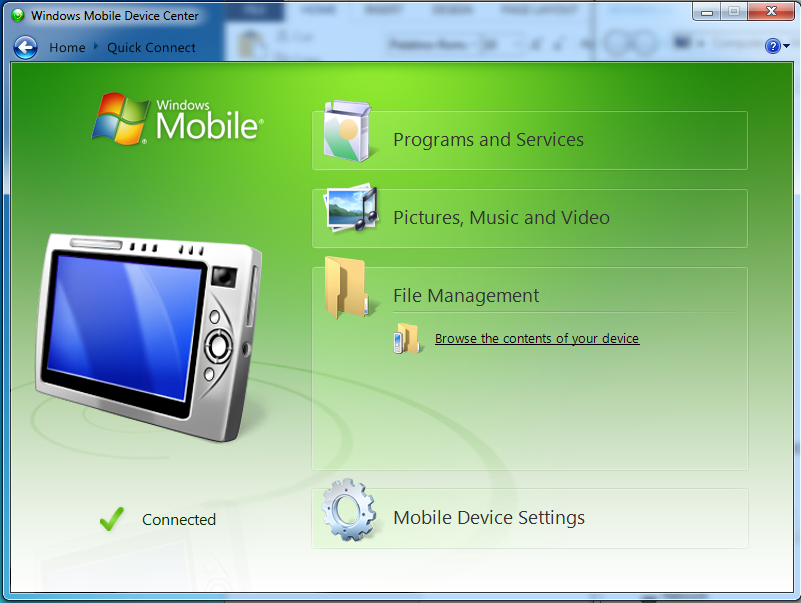 Windows Mobile Device Center
Home Quick Connect
Windows
Mobile®
Programs and Services
Pictures, Music and Video
File Management
Browse the contents of your device
Connected
Mobile Device Settings